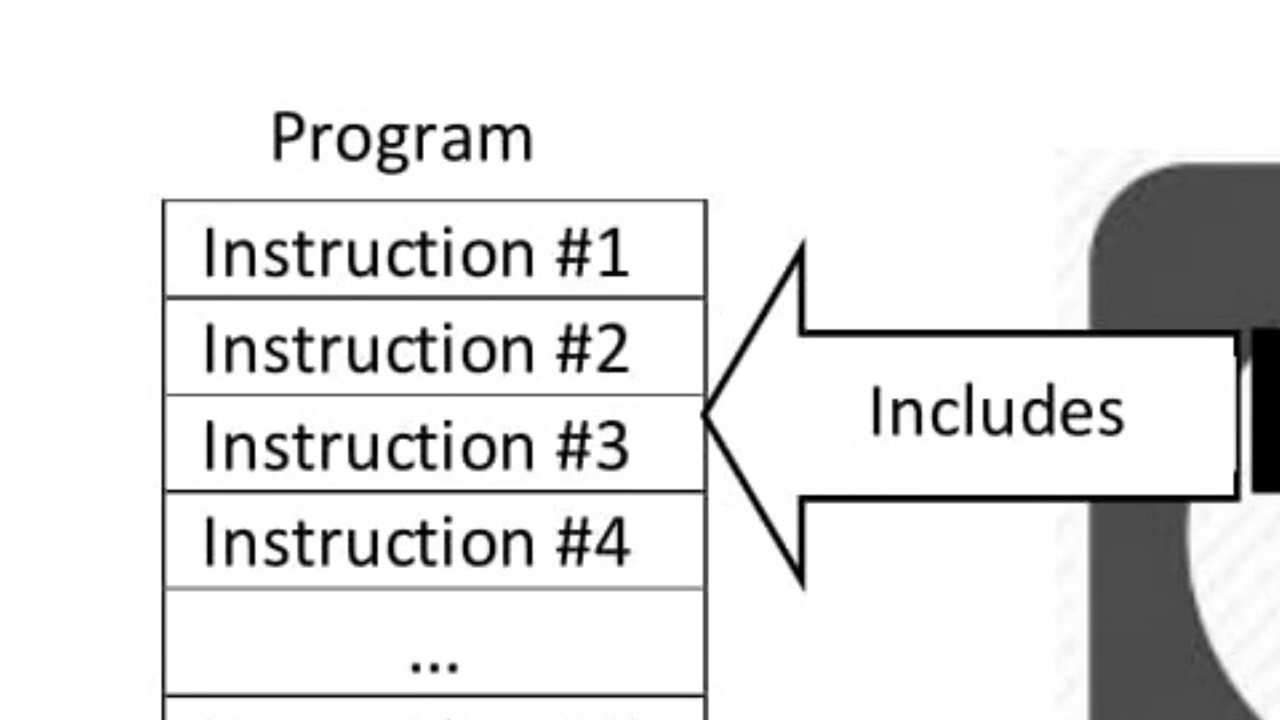 Program
Instruction #1
Instruction #2
Includes
Instruction #3
Instruction #4
...